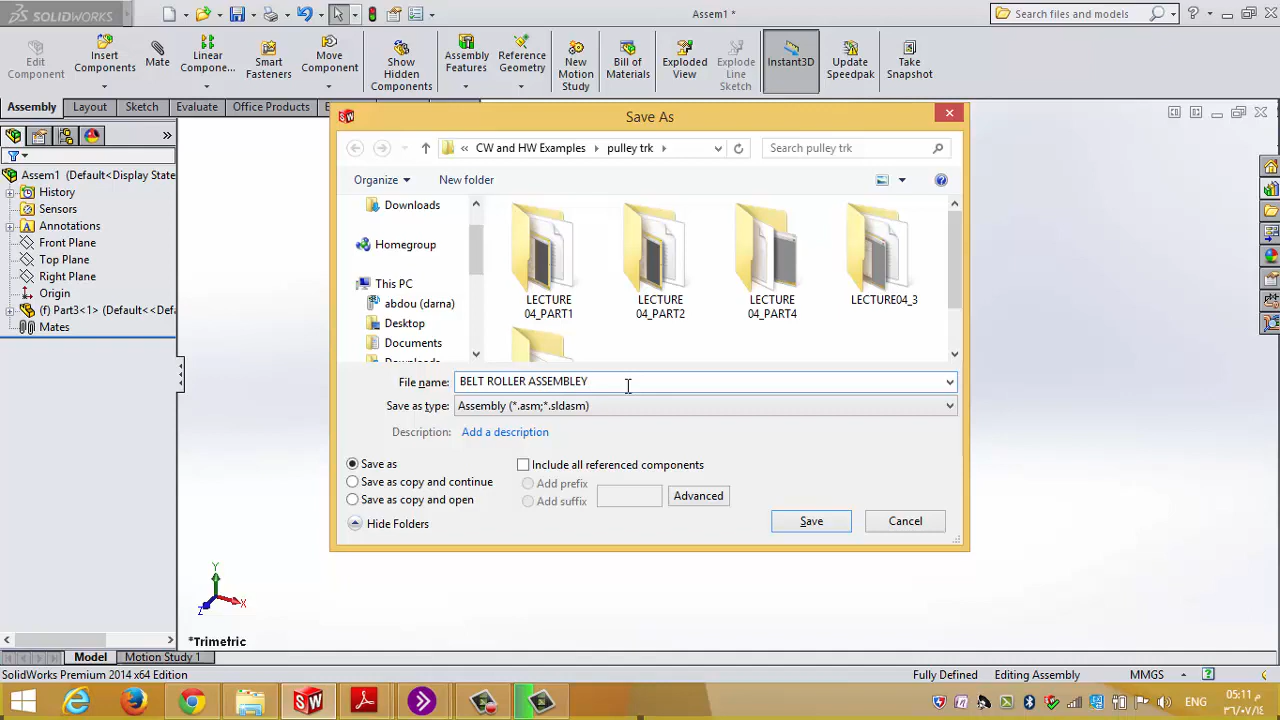 SOLIDWORKS
Assem1 *
Search files and models
Edit Component
Insert Components
Mate
Linear Compone...
Smart Fasteners
Move Component
Show Hidden Components
Assembly Features
Reference Geometry
New Motion Study
Bill of Materials
Exploded View
Explode Line Sketch
Instant3D
Update Speedpak
Take Snapshot
Assembly
Layout
Sketch
Evaluate
Office Products
Assem1 (Default<Display State
History
Sensors
Annotations
Front Plane
Top Plane
Right Plane
Origin
(f) Part3<1> (Default<<Defa
Mates
Save As
CW and HW Examples
pulley trk
Search pulley trk
Organize
New folder
Downloads
Homegroup
This PC
abdou (darna)
Desktop
Documents
Downloads
LECTURE
04_PART1
LECTURE
04_PART2
LECTURE
04_PART4
LECTURE04_3
File name:
BELT ROLLER ASSEMBLEY
Save as type:
Assembly (*.asm;*.sldasm)
Description:
Add a description
Save as
Save as copy and continue
Save as copy and open
Include all referenced components
Add prefix
Add suffix
Advanced
Hide Folders
Save
Cancel
Y
X
Z
*Trimetric
Model
Motion Study 1
SolidWorks Premium 2014 x64 Edition
Fully Defined
Editing Assembly
MMGS
ENG
05:11 م
٣٦/٠٧/١٤